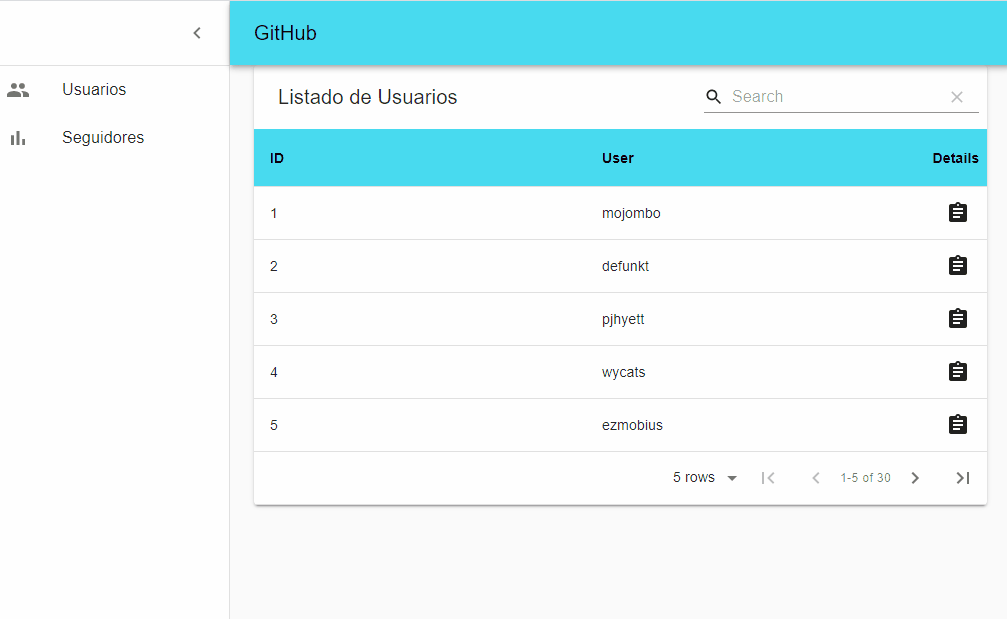 GitHub
Usuarios
Seguidores
Listado de Usuarios
Search
ID User Details
1 mojombo
2 defunkt
3 pjhyett
4 wycats
5 ezmobius
5 rows 1-5 of 30